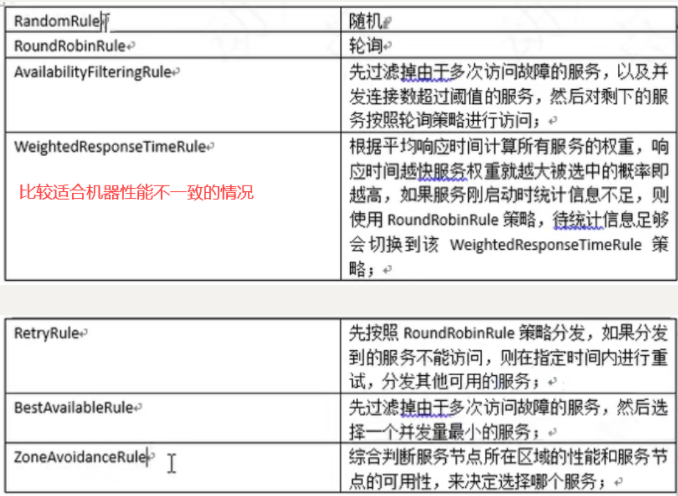 RandomRule
随机
RoundRobinRule
轮询
AvailabilityFilteringRule
先过滤掉由于多次访问故障的服务，以及并
发连接数超过阈值的服务，然后对剩下的服
务按照轮询策略进行访问；
WeightedResponseTimeRule
比较适合机器性能不一致的情况
根据平均响应时间计算所有服务的权重，响
应时间越快服务权重就越大被选中的概率即
越高，如果服务刚启动时统计信息不足，则
使用 RoundRobinRule 策略，待统计信息足够
会切换到该 WeightedResponseTimeRule 策
略；
RetryRule
先按照 RoundRobinRule 策略分发，如果分发
到的服务不能访问，则在指定时间内进行重
试，分发其他可用的服务；
BestAvailableRule
先过滤掉由于多次访问故障的服务，然后选
择一个并发量最小的服务；
ZoneAvoidanceRule
综合判断服务节点所在区域的性能和服务节
点的可用性，来决定选择哪个服务；